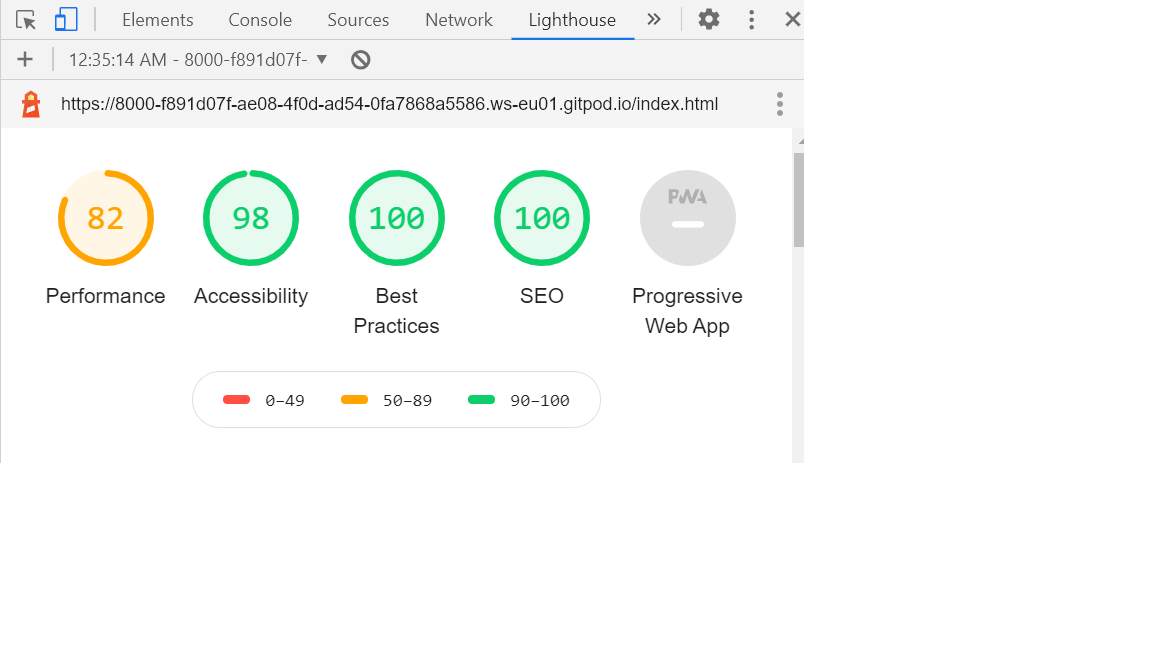 Elements Console Sources Network Lighthouse
12:35:14 AM - 8000-f891d07f-
https://8000-f891d07f-ae08-4f0d-ad54-0fa7868a5586.ws-eu01.gitpod.io/index.html
82 98 100 100 PWA
Performance Accessibility Best Practices SEO Progressive Web App
0–49 50–89 90–100